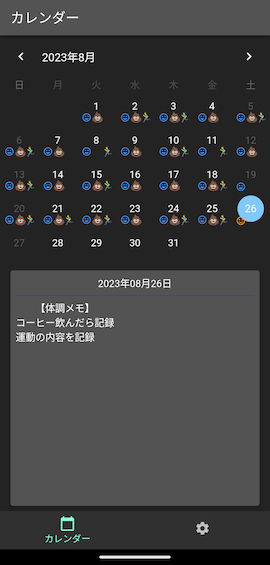 カレンダー
2023年8月
日 月 火 水 木 金 土
1 2 3 4 5
6 7 8 9 10 11 12
13 14 15 16 17 18 19
20 21 22 23 24 25 26
27 28 29 30 31
2023年08月26日
【体調メモ】
コーヒー飲んだら記録
運動の内容を記録
カレンダー